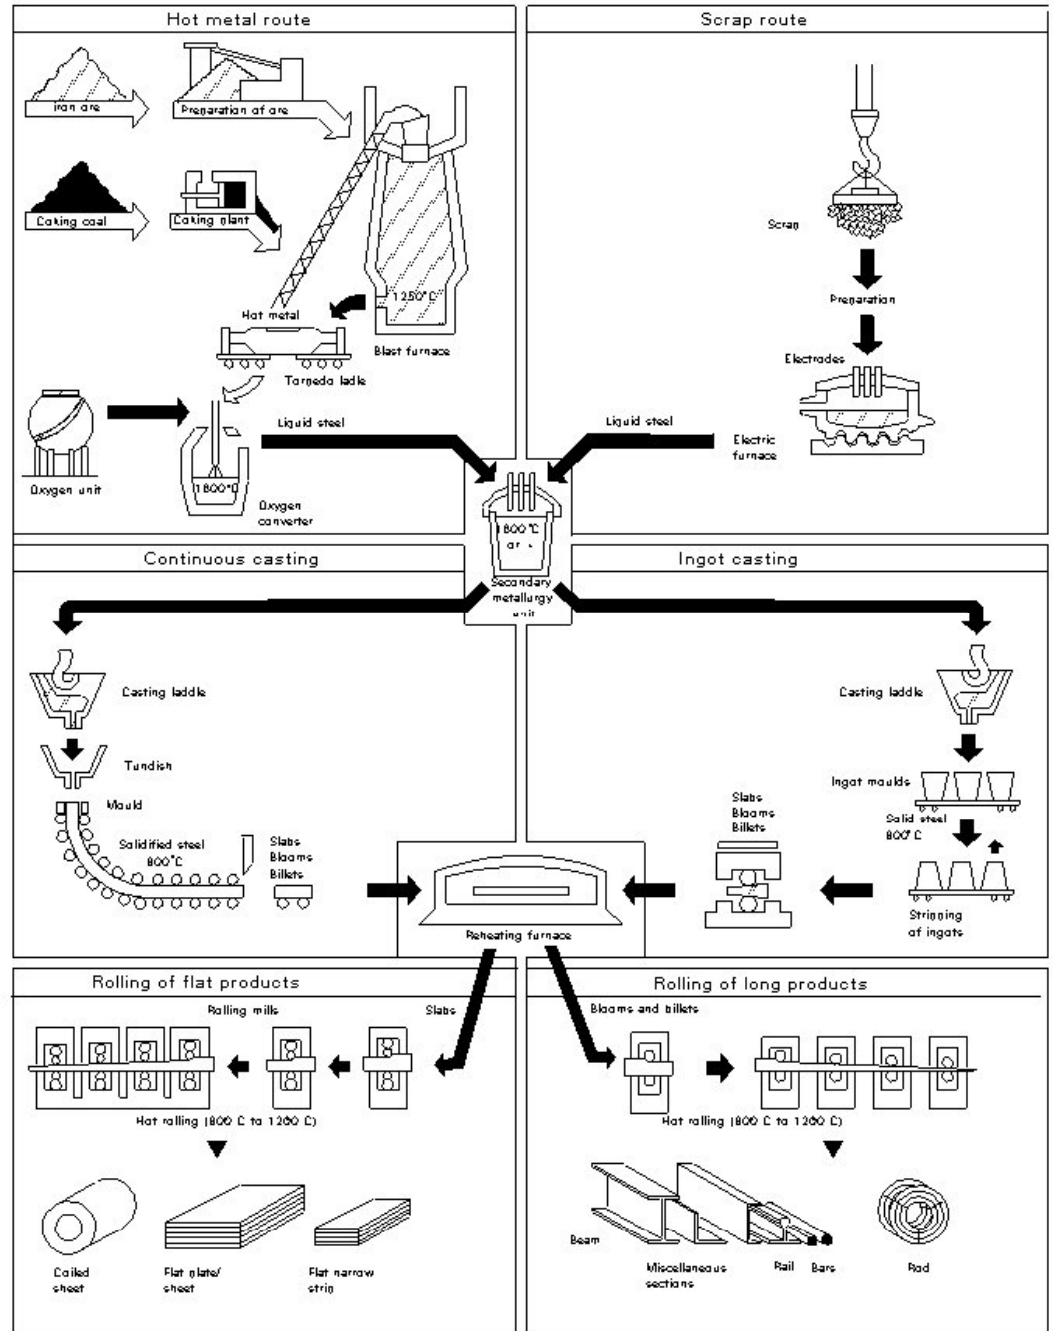 Hot metal route
Scrap route
Iron ore
Preparation of ore
Coking coal
Coking plant
Scrap
1250°C
Preparation
Hot metal
Blast furnace
Electrodes
Torpedo ladle
Liquid steel
Liquid steel
Electric
furnace
Oxygen unit
1800°C
Oxygen
converter
1800°C
Continuous casting
Ingot casting
Secondary
metallurgy
unit
Casting laddle
Casting laddle
Tundish
Ingot moulds
Mould
Slabs
Blooms
Billets
Solid steel
800°C
Solidified steel
800°C
Slabs
Blooms
Billets
Stripping
of ingots
Reheating furnace
Rolling of flat products
Rolling of long products
Rolling mills
Slabs
Blooms and billets
Hot rolling (800 C to 1200 C)
Hot rolling (800 C to 1200 C)
Beam
Coiled
sheet
Flat plate/
sheet
Flat narrow
strip
Miscellaneous
sections
Rail
Bars
Rod